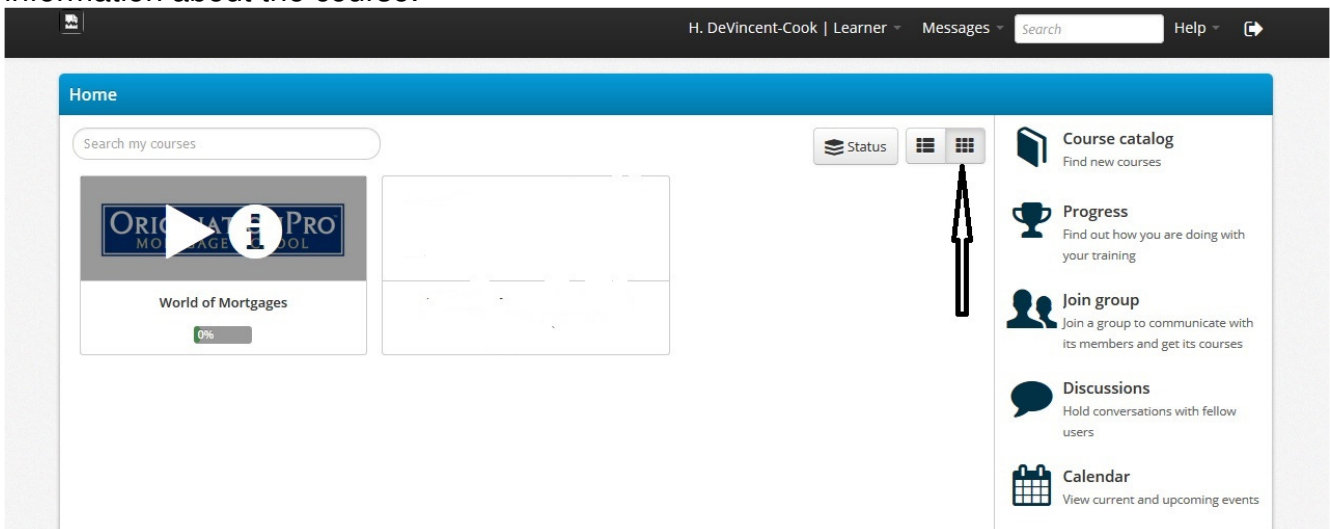 information about the course.
H. DeVincent-Cook | Learner Messages Search Help
Home
Search my courses
Status
Course catalog
Find new courses
Progress
Find out how you are doing with
your training
World of Mortgages
0%
Join group
Join a group to communicate with
its members and get its courses
Discussions
Hold conversations with fellow
users
Calendar
View current and upcoming events